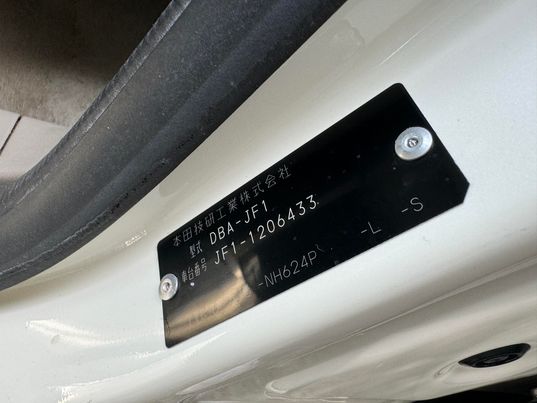 本田技研工業株式会社
型式 DBA-JF1
車台番号 JF1-1206433
-NH624P -L -S